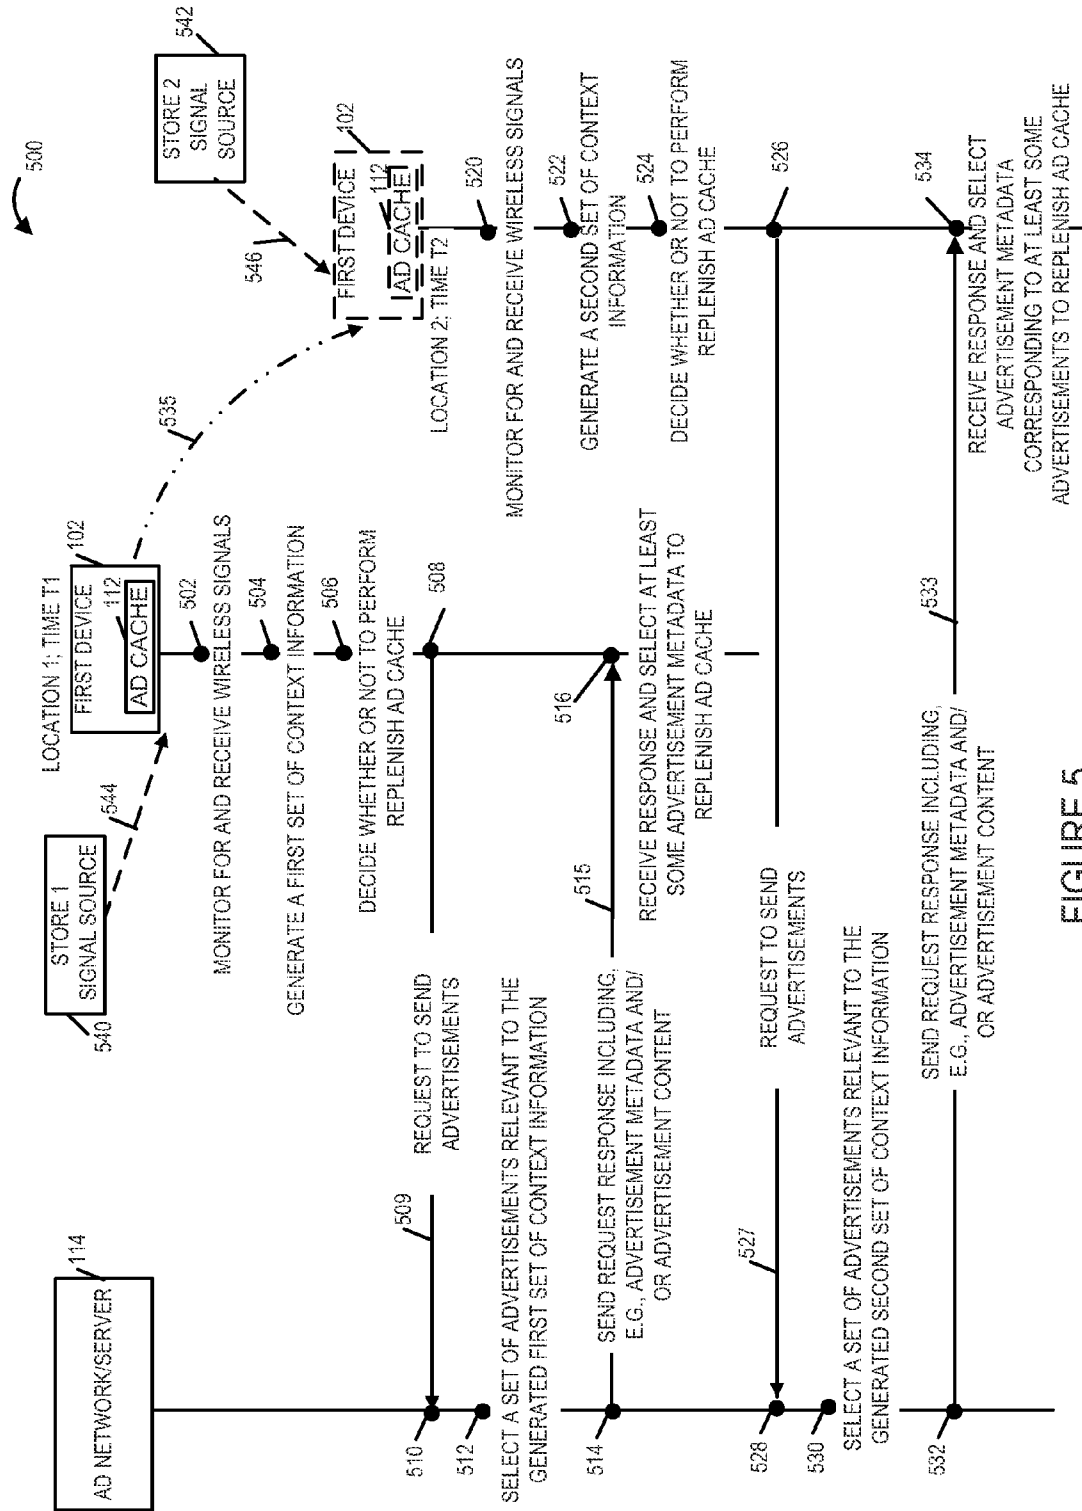 500
STORE 2
SIGNAL
SOURCE
542
546
102
FIRST DEVICE
112
AD CACHE
LOCATION 2; TIME T2
535
LOCATION 1; TIME T1
FIRST DEVICE
102
112
AD CACHE
STORE 1
SIGNAL SOURCE
540
544
AD NETWORK/SERVER
114
502
MONITOR FOR AND RECEIVE WIRELESS SIGNALS
504
GENERATE A FIRST SET OF CONTEXT INFORMATION
506
DECIDE WHETHER OR NOT TO PERFORM
REPLENISH AD CACHE
508
REQUEST TO SEND
ADVERTISEMENTS
509
510
512
SELECT A SET OF ADVERTISEMENTS RELEVANT TO THE
GENERATED FIRST SET OF CONTEXT INFORMATION
514
SEND REQUEST RESPONSE INCLUDING,
E.G., ADVERTISEMENT METADATA AND/
OR ADVERTISEMENT CONTENT
515
516
RECEIVE RESPONSE AND SELECT AT LEAST
SOME ADVERTISEMENT METADATA TO
REPLENISH AD CACHE
520
MONITOR FOR AND RECEIVE WIRELESS SIGNALS
522
GENERATE A SECOND SET OF CONTEXT
INFORMATION
524
DECIDE WHETHER OR NOT TO PERFORM
REPLENISH AD CACHE
526
REQUEST TO SEND
ADVERTISEMENTS
527
528
530
SELECT A SET OF ADVERTISEMENTS RELEVANT TO THE
GENERATED SECOND SET OF CONTEXT INFORMATION
532
SEND REQUEST RESPONSE INCLUDING,
E.G., ADVERTISEMENT METADATA AND/
OR ADVERTISEMENT CONTENT
533
534
RECEIVE RESPONSE AND SELECT
ADVERTISEMENT METADATA
CORRESPONDING TO AT LEAST SOME
ADVERTISEMENTS TO REPLENISH AD CACHE
FIGURE 5